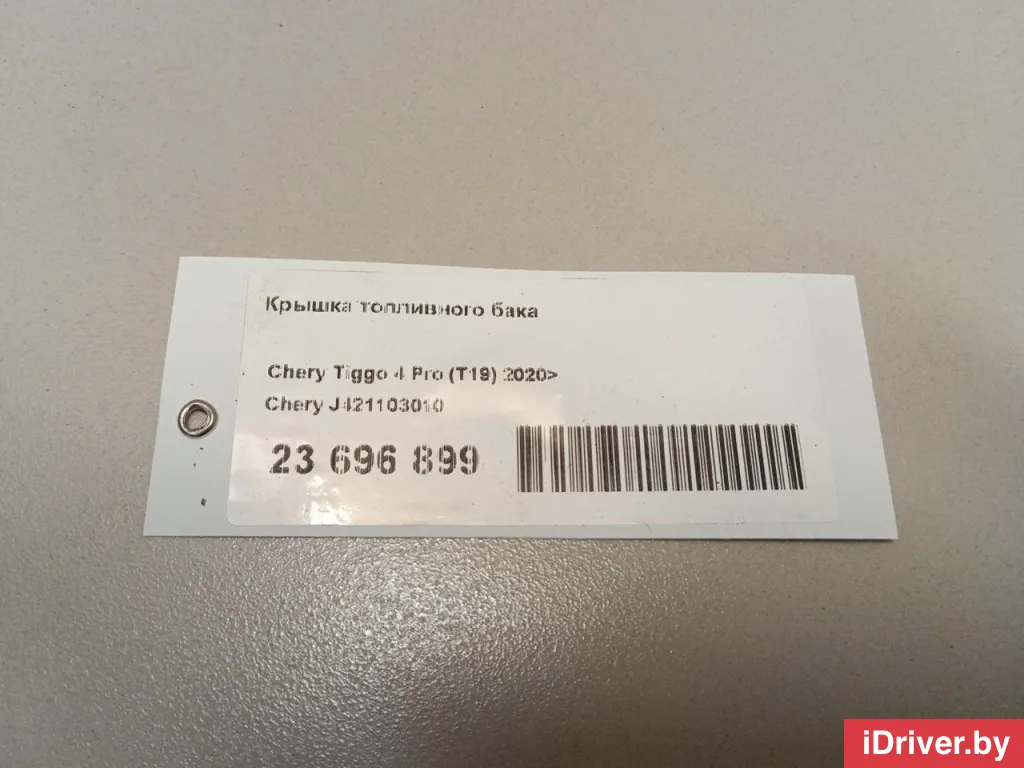 Крышка топливного бака
Chery Tiggo 4 Pro (T19) 2020>
Chery J421103010
23 696 899
iDriver.by